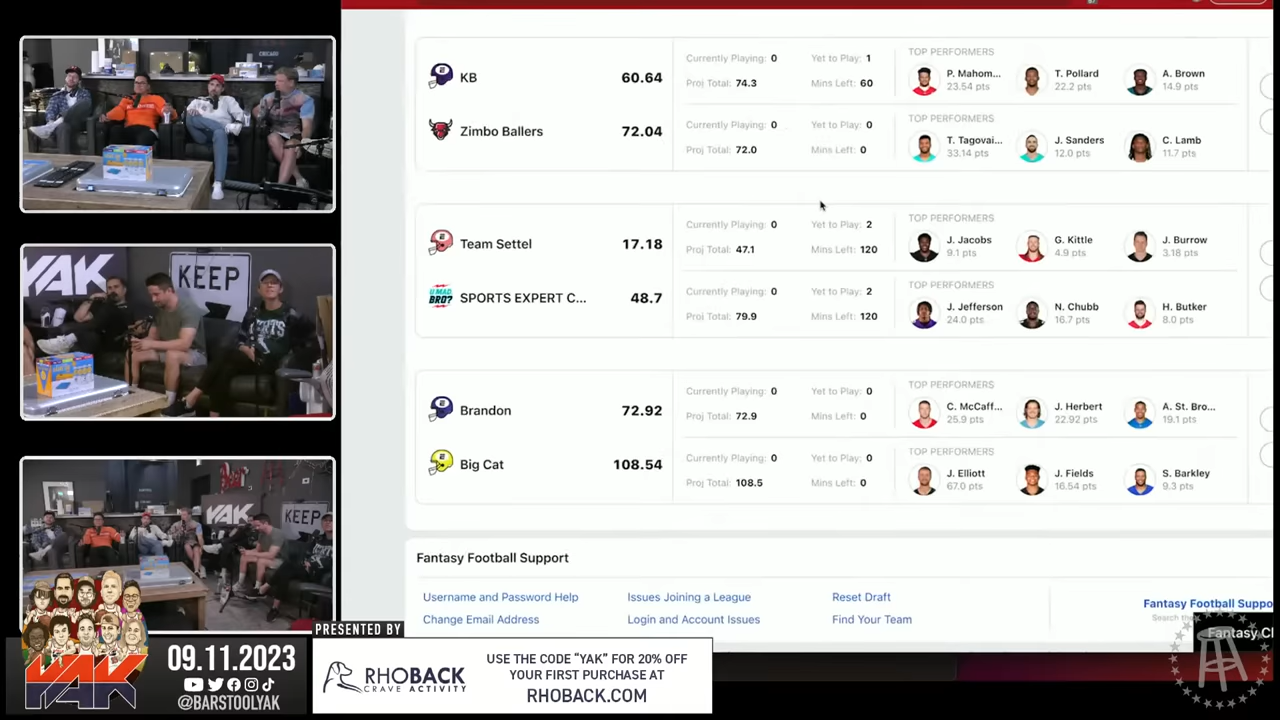 KB
60.64
Currently Playing: 0
Yet to Play: 1
Proj Total: 74.3
Mins Left: 60
TOP PERFORMERS
P. Mahom...
23.54 pts
T. Pollard
22.2 pts
A. Brown
14.9 pts
Zimbo Ballers
72.04
Currently Playing: 0
Yet to Play: 0
Proj Total: 72.0
Mins Left: 0
TOP PERFORMERS
T. Tagovai...
33.14 pts
J. Sanders
12.0 pts
C. Lamb
11.7 pts
Team Settel
17.18
Currently Playing: 0
Yet to Play: 2
Proj Total: 47.1
Mins Left: 120
TOP PERFORMERS
J. Jacobs
9.1 pts
G. Kittle
4.9 pts
J. Burrow
3.18 pts
U MAD
BRO?
SPORTS EXPERT C...
48.7
Currently Playing: 0
Yet to Play: 2
Proj Total: 79.9
Mins Left: 120
TOP PERFORMERS
J. Jefferson
24.0 pts
N. Chubb
16.7 pts
H. Butker
8.0 pts
Brandon
72.92
Currently Playing: 0
Yet to Play: 0
Proj Total: 72.9
Mins Left: 0
TOP PERFORMERS
C. McCaff...
25.9 pts
J. Herbert
22.92 pts
A. St. Bro...
19.1 pts
Big Cat
108.54
Currently Playing: 0
Yet to Play: 0
Proj Total: 108.5
Mins Left: 0
TOP PERFORMERS
J. Elliott
67.0 pts
J. Fields
16.54 pts
S. Barkley
9.3 pts
Fantasy Football Support
Username and Password Help
Issues Joining a League
Reset Draft
Change Email Address
Login and Account Issues
Find Your Team
Fantasy Football Suppo
Search the
Fantasy Cl
YAK
KEEP
YAK
KEEP
YAK
09.11.2023
@BARSTOOLYAK
PRESENTED BY
RHOBACK
CRAVE ACTIVITY
USE THE CODE "YAK" FOR 20% OFF
YOUR FIRST PURCHASE AT
RHOBACK.COM